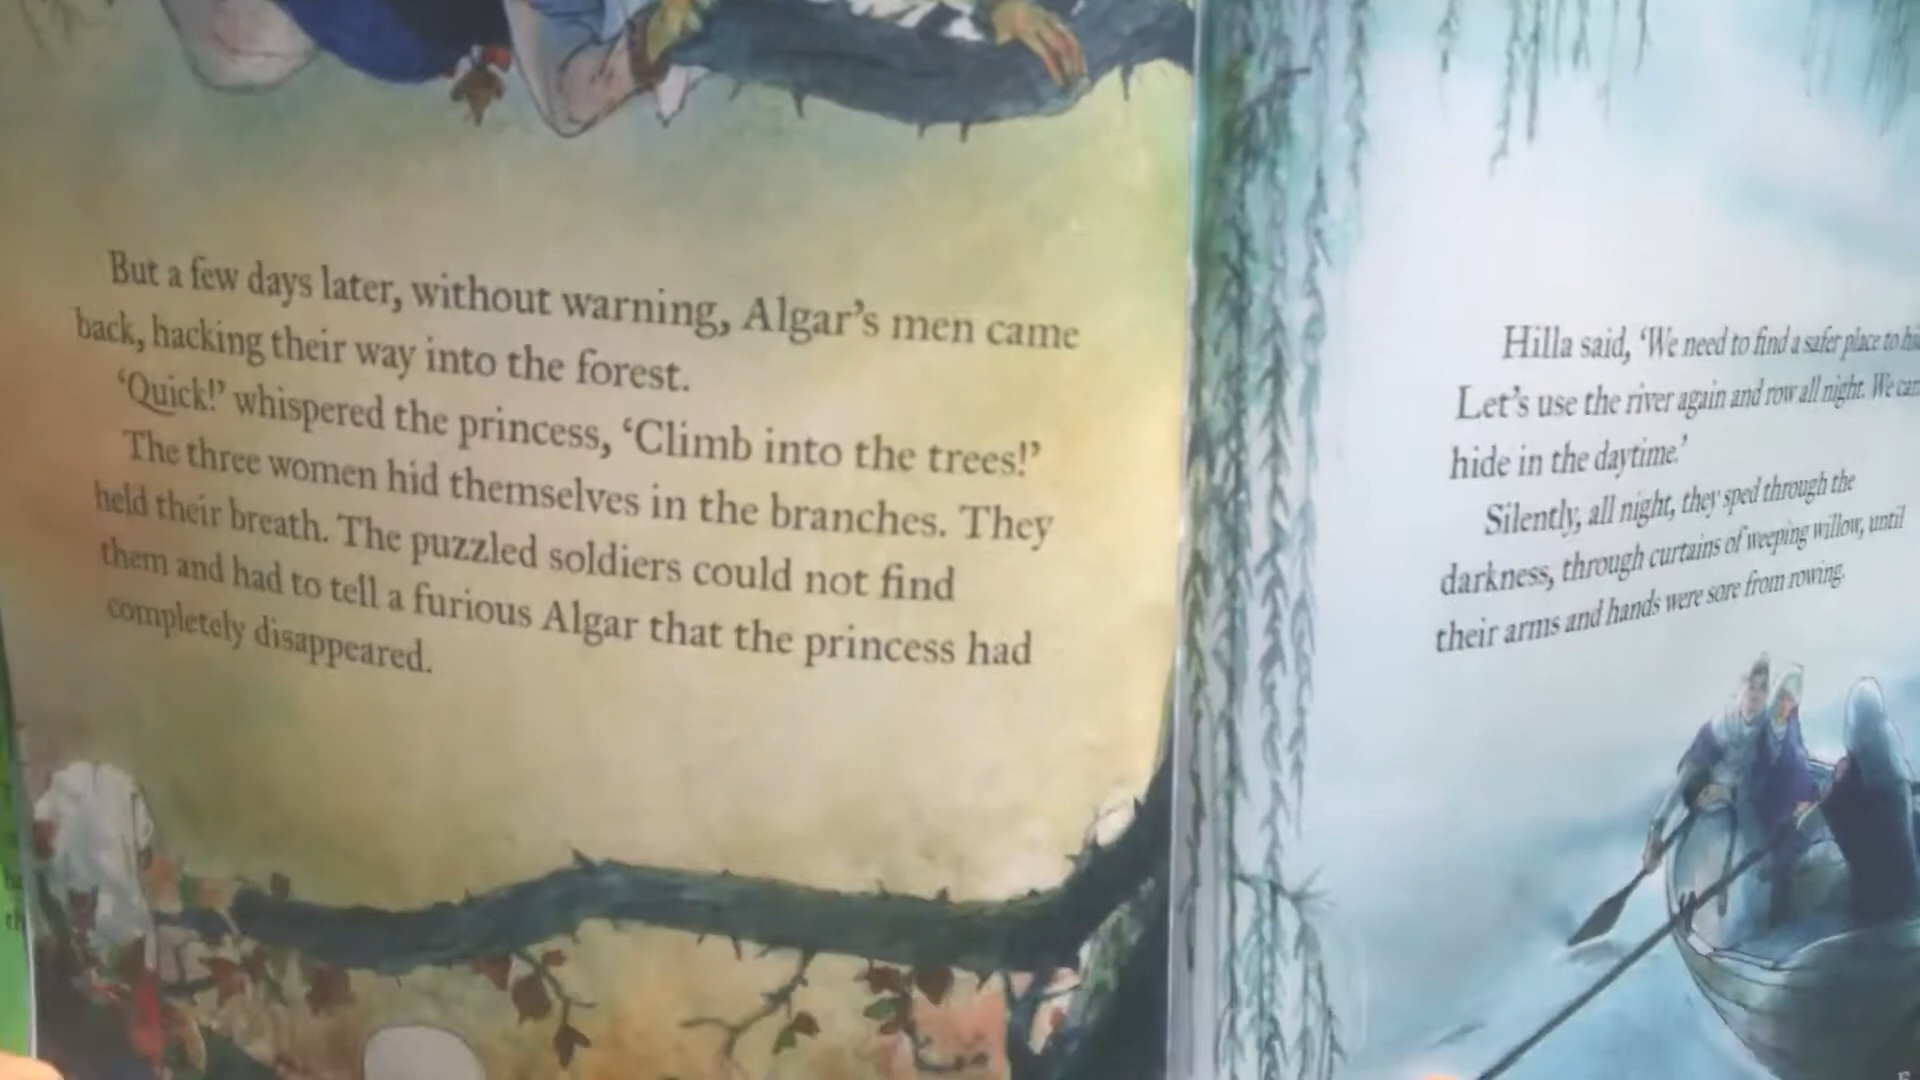 But a few days later, without warning, Algar's men came
back, hacking their way into the forest.
'Quick!' whispered the princess, 'Climb into the trees!'
The three women hid themselves in the branches. They
held their breath. The puzzled soldiers could not find
them and had to tell a furious Algar that the princess had
completely disappeared.
Hilla said, 'We need to find a safer place to
Let's use the river again and row all night. We can
hide in the daytime.'
Silently, all night, they sped through the
darkness, through curtains of weeping willow, until
their arms and hands were sore from rowing.